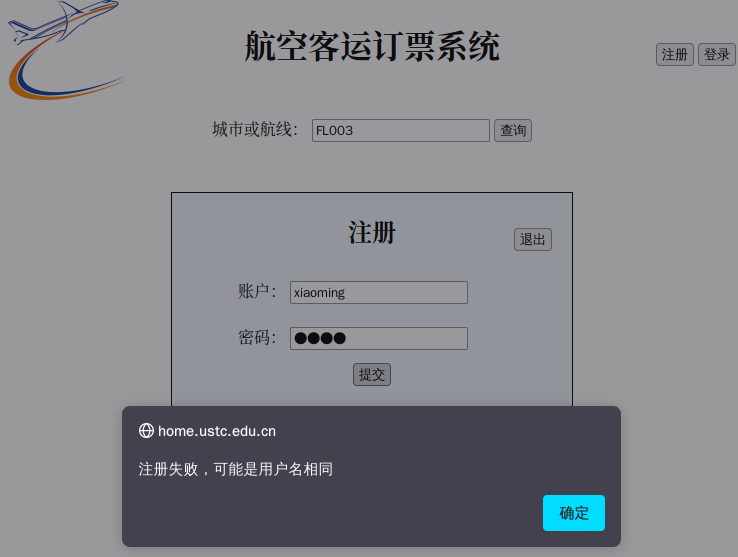 航空客运订票系统
注册 登录
城市或航线： FL003 查询
注册
退出
账户： xiaoming
密码： ●●●●
提交
home.ustc.edu.cn
注册失败，可能是用户名相同
确定